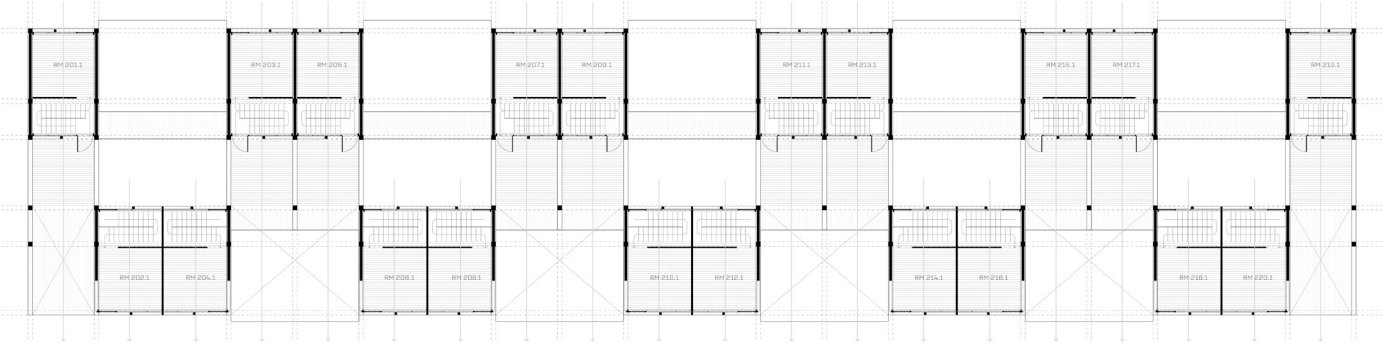 RM 201.1
RM 203.1
RM 205.1
RM 207.1
RM 209.1
RM 211.1
RM 213.1
RM 215.1
RM 217.1
RM 219.1
RM 202.1
RM 204.1
RM 206.1
RM 208.1
RM 210.1
RM 212.1
RM 214.1
RM 216.1
RM 218.1
RM 220.1